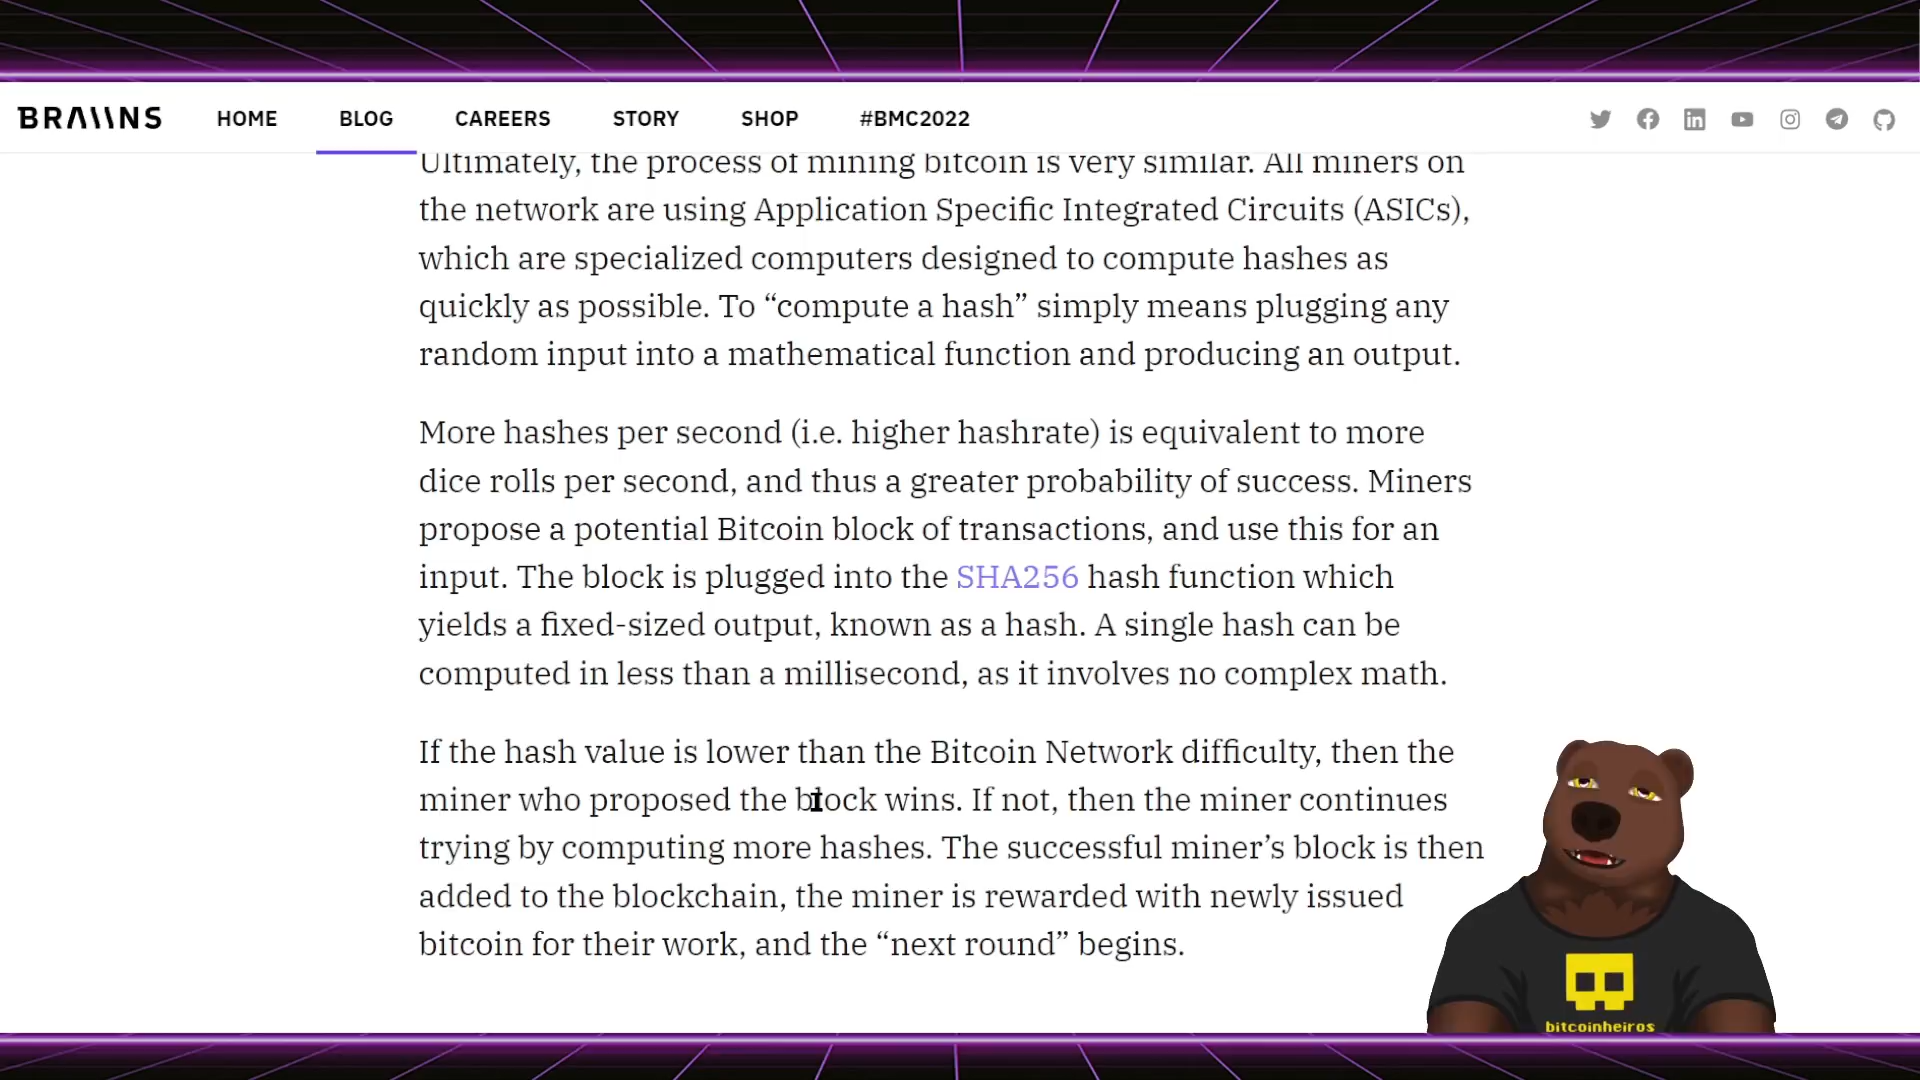 BRAIINS HOME BLOG CAREERS STORY SHOP #BMC2022
Ultimately, the process of mining bitcoin is very similar. All miners on
the network are using Application Specific Integrated Circuits (ASICs),
which are specialized computers designed to compute hashes as
quickly as possible. To “compute a hash” simply means plugging any
random input into a mathematical function and producing an output.
More hashes per second (i.e. higher hashrate) is equivalent to more
dice rolls per second, and thus a greater probability of success. Miners
propose a potential Bitcoin block of transactions, and use this for an
input. The block is plugged into the SHA256 hash function which
yields a fixed-sized output, known as a hash. A single hash can be
computed in less than a millisecond, as it involves no complex math.
If the hash value is lower than the Bitcoin Network difficulty, then the
miner who proposed the block wins. If not, then the miner continues
trying by computing more hashes. The successful miner’s block is then
added to the blockchain, the miner is rewarded with newly issued
bitcoin for their work, and the “next round” begins.
bitcoinheiros